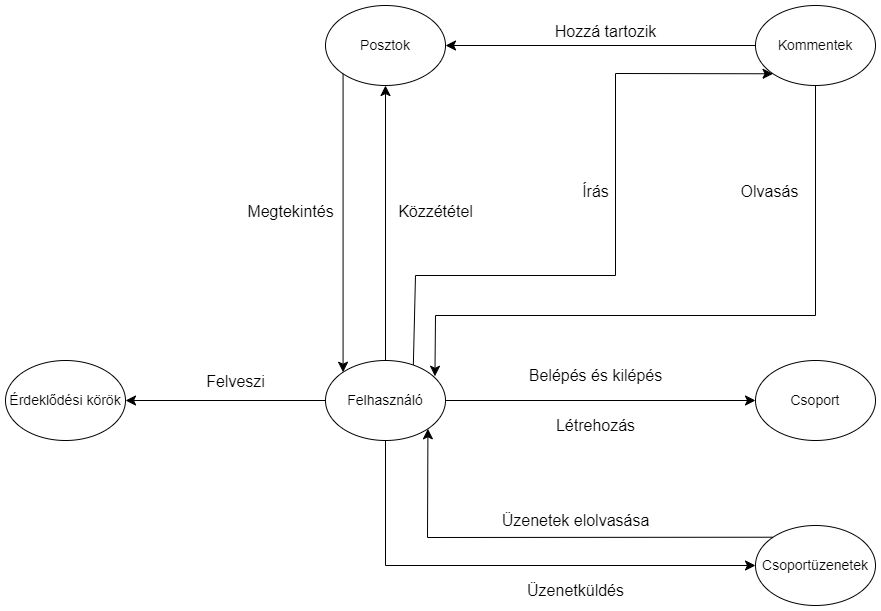 Hozzá tartozik
Posztok
Kommentek
Írás
Olvasás
Megtekintés
Közzététel
Belépés és kilépés
Felveszi
Érdeklődési körök
Felhasználó
Csoport
Létrehozás
Üzenetek elolvasása
Csoportüzenetek
Üzenetküldés